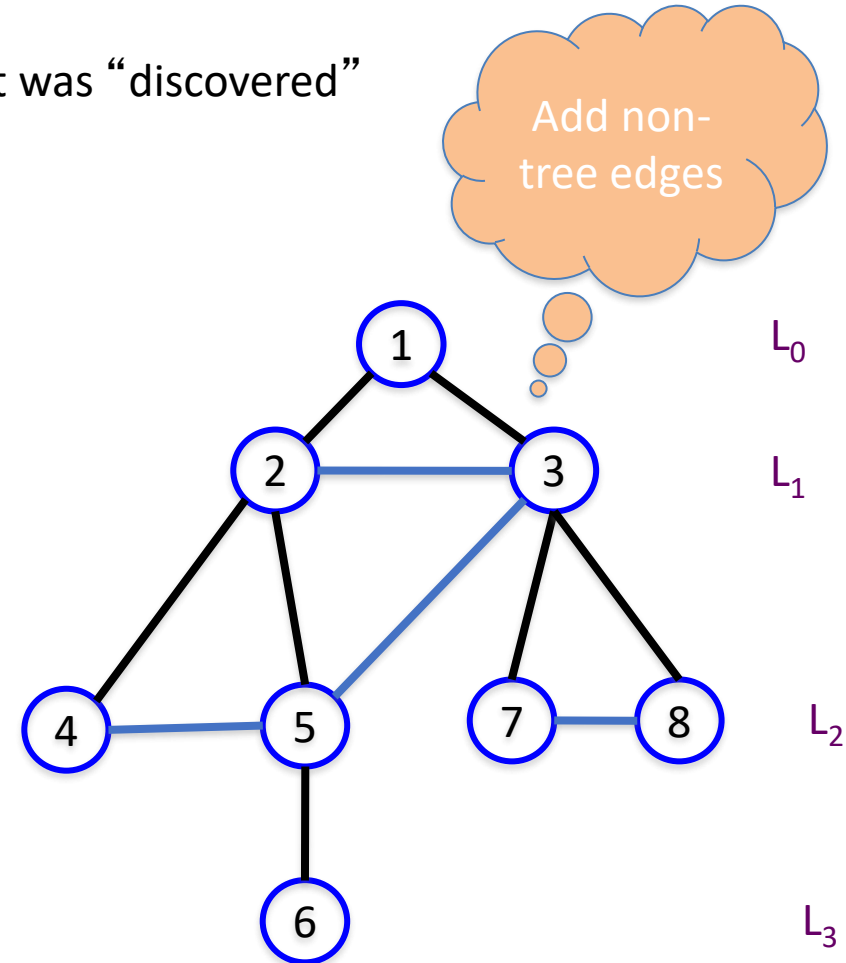 t was “discovered”
Add non-
tree edges
1
L₀
2
3
L₁
4
5
7
8
L₂
6
L₃